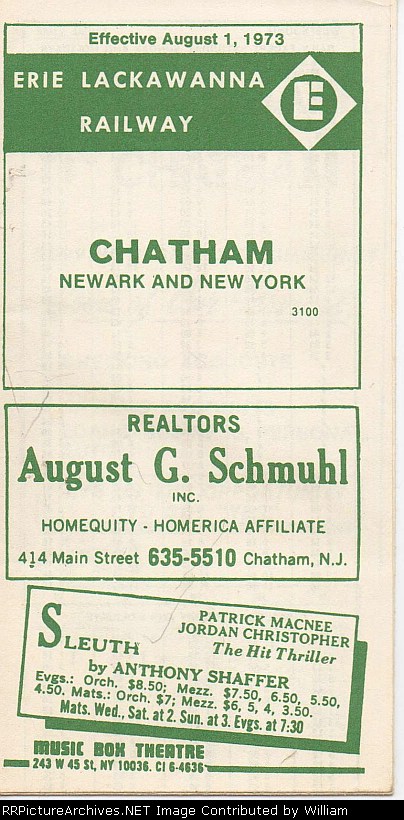 Effective August 1, 1973
ERIE LACKAWANNA
RAILWAY
E
CHATHAM
NEWARK AND NEW YORK
3100
REALTORS
August G. Schmuhl
INC.
HOMEQUITY - HOMERICA AFFILIATE
414 Main Street 635-5510 Chatham, N.J.
PATRICK MACNEE
JORDAN CHRISTOPHER
SLEUTH The Hit Thriller
by ANTHONY SHAFFER
Evgs.: Orch. $8.50; Mezz. $7.50, 6.50, 5.50,
4.50. Mats.: Orch. $7; Mezz. $6, 5, 4, 3.50.
Mats. Wed., Sat. at 2. Sun. at 3. Evgs. at 7:30
MUSIC BOX THEATRE
243 W 45 St, NY 10036. CI 6-4636
RRPictureArchives.NET Image Contributed by William